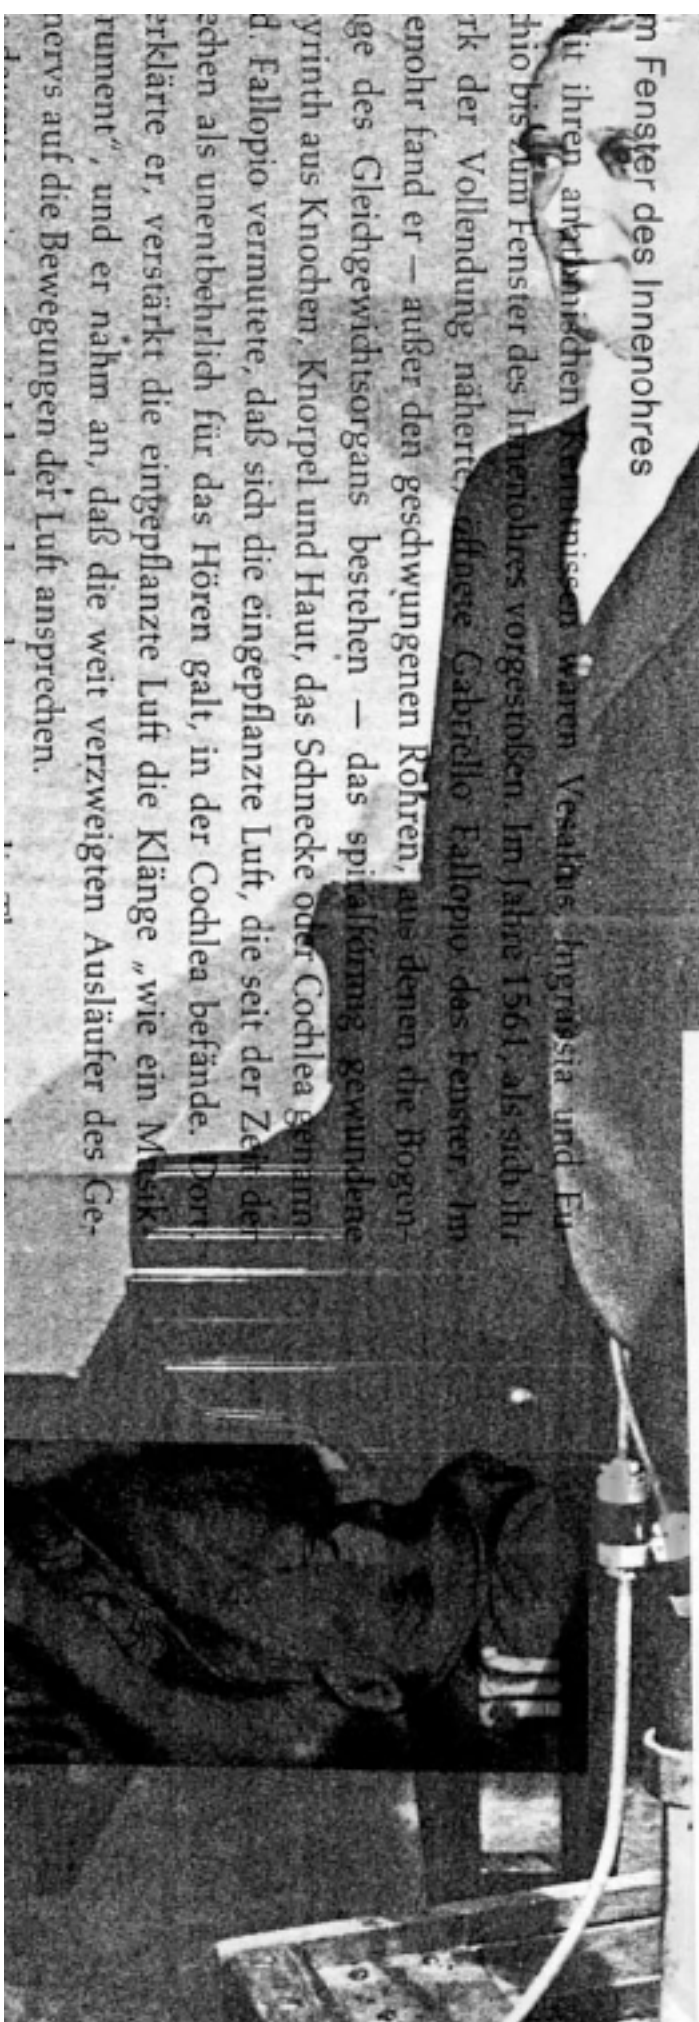 m Fenster des Innenohres
it ihren anatomischen Kenntnissen waren Vesalius, Ingrassia und Eu
chio bis zum Fenster des Innenohres vorgestoßen. Im Jahre 1561, als sich ihr
rk der Vollendung näherte, öffnete Gabriello Fallopio das Fenster. Im
enohr fand er — außer den geschwungenen Röhren, aus denen die Bogen-
ge des Gleichgewichtsorgans bestehen — das spiralförmig gewundene
yrinth aus Knochen, Knorpel und Haut, das Schnecke oder Cochlea genann
d. Fallopio vermutete, daß sich die eingepflanzte Luft, die seit der Zeit der
echen als unentbehrlich für das Hören galt, in der Cochlea befände. Dort,
erklärte er, verstärkt die eingepflanzte Luft die Klänge „wie ein Musik-
rument“, und er nahm an, daß die weit verzweigten Ausläufer des Ge-
nervs auf die Bewegungen der Luft ansprechen.